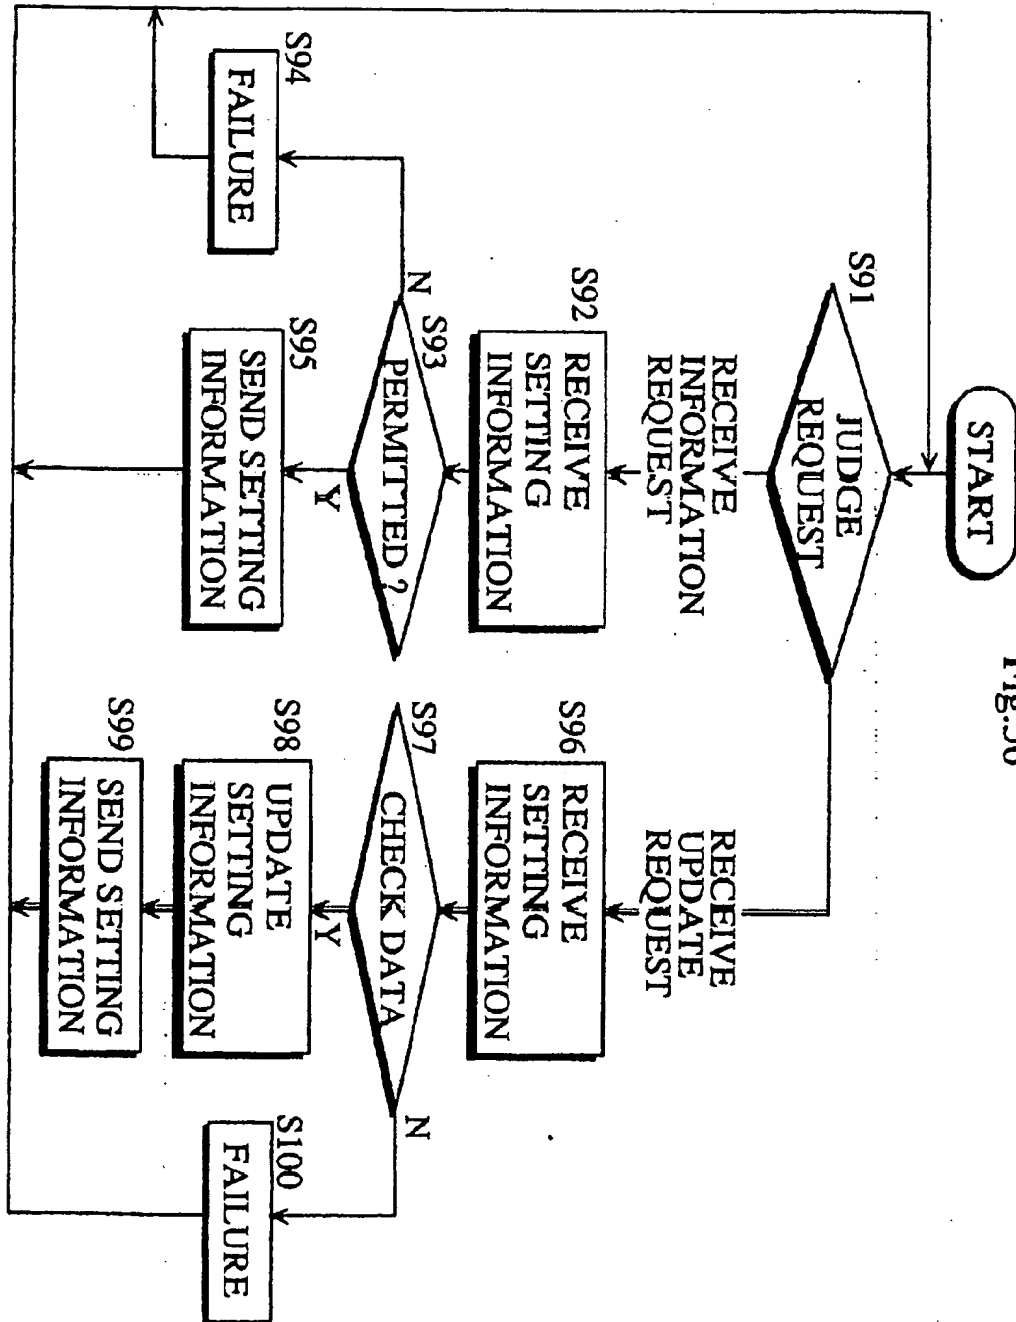 START
S91
JUDGE
REQUEST
RECEIVE
INFORMATION
REQUEST
S92
RECEIVE
SETTING
INFORMATION
S93
PERMITTED ?
N
Y
S94
FAILURE
S95
SEND SETTING
INFORMATION
RECEIVE
UPDATE
REQUEST
S96
RECEIVE
SETTING
INFORMATION
S97
CHECK DATA
Y
N
S98
UPDATE
SETTING
INFORMATION
S99
SEND SETTING
INFORMATION
S100
FAILURE